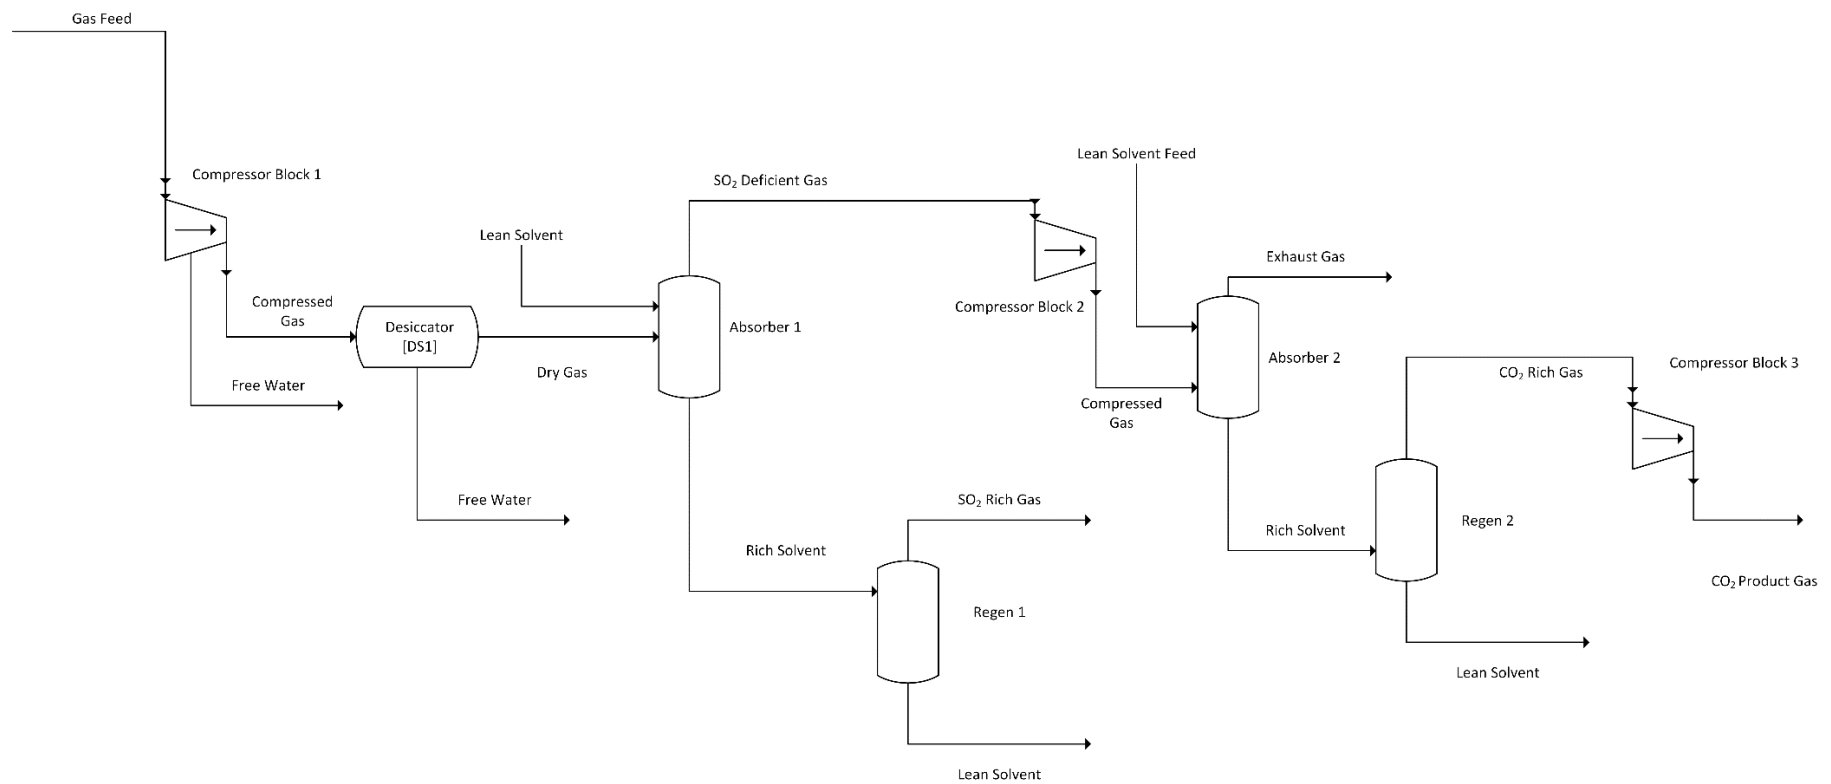 Gas Feed
Compressor Block 1
Compressed
Gas
Free Water
Desiccator
[DS1]
Free Water
Lean Solvent
Dry Gas
Absorber 1
SO₂ Deficient Gas
Rich Solvent
SO₂ Rich Gas
Regen 1
Lean Solvent
Compressor Block 2
Compressed
Gas
Lean Solvent Feed
Exhaust Gas
Absorber 2
Rich Solvent
CO₂ Rich Gas
Regen 2
Lean Solvent
Compressor Block 3
CO₂ Product Gas